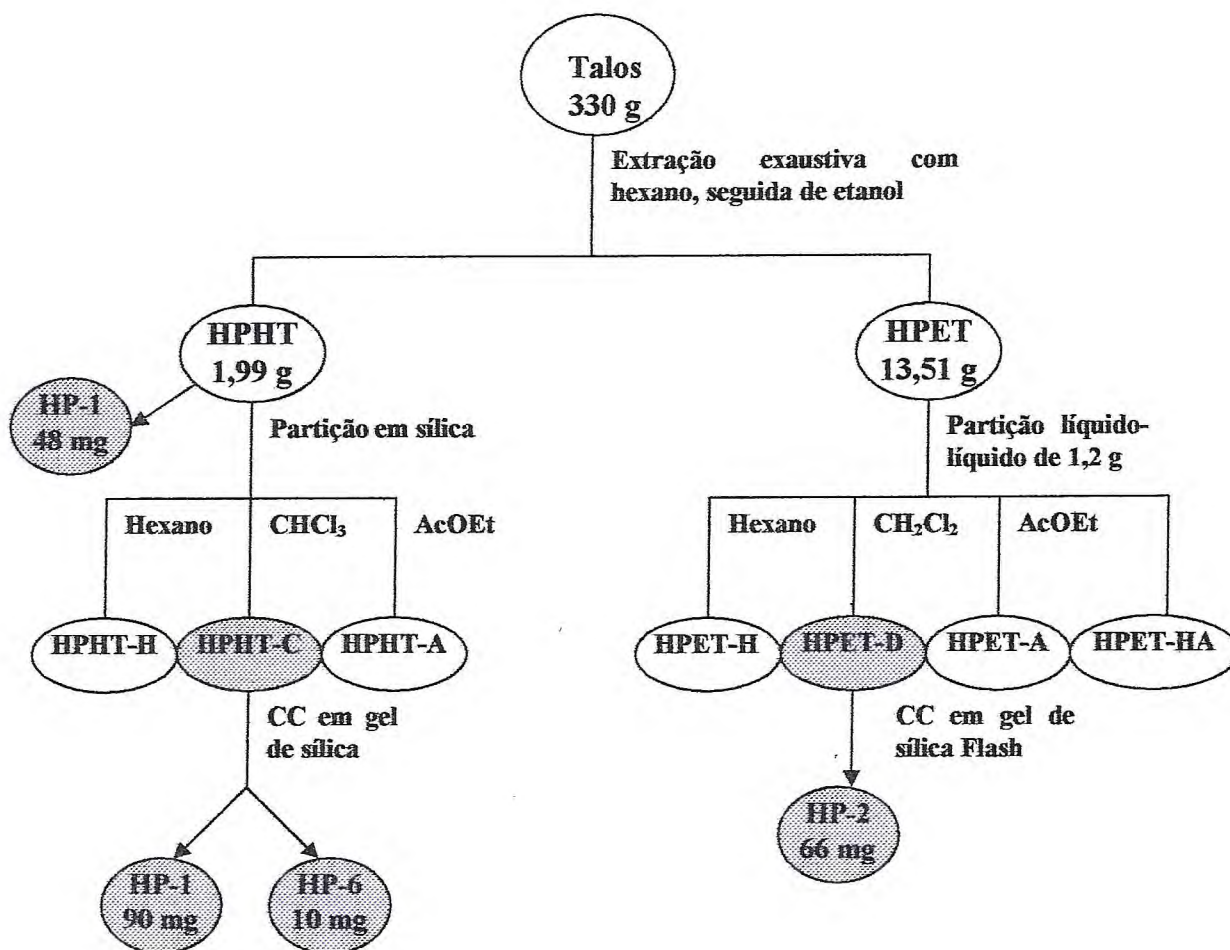 Talos
330 g
Extração exaustiva com
hexano, seguida de etanol
HPHT
1,99 g
HPET
13,51 g
HP-1
48 mg
Partição em sílica
Partição líquido-
líquido de 1,2 g
Hexano
CHCl₃
AcOEt
Hexano
CH₂Cl₂
AcOEt
HPHT-H
HPHT-C
HPHT-A
HPET-H
HPET-D
HPET-A
HPET-HA
CC em gel
de sílica
CC em gel de
sílica Flash
HP-2
66 mg
HP-1
90 mg
HP-6
10 mg